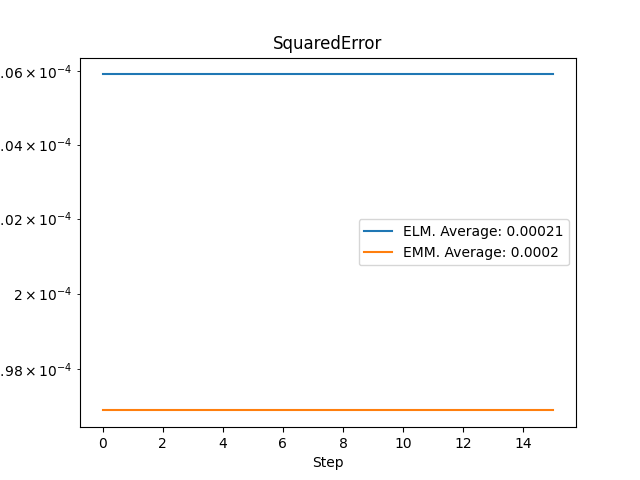 SquaredError
.06 × 10⁻⁴
.04 × 10⁻⁴
.02 × 10⁻⁴
2 × 10⁻⁴
.98 × 10⁻⁴
ELM. Average: 0.00021
EMM. Average: 0.0002
0 2 4 6 8 10 12 14
Step